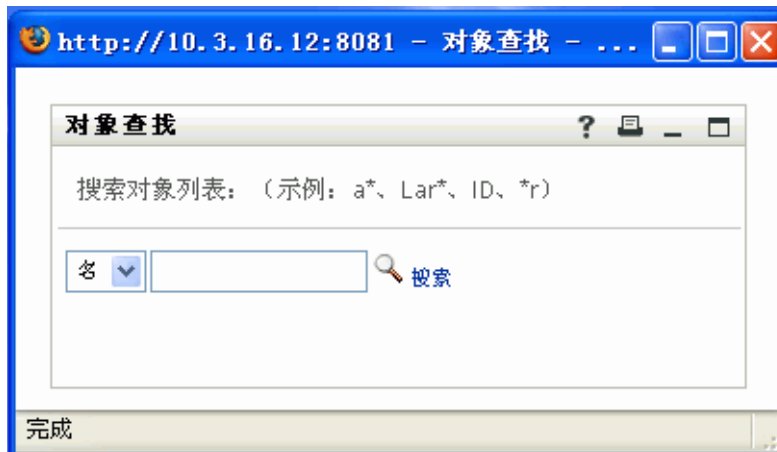 http://10.3.16.12:8081 - 对象查找 - ...
对象查找
搜索对象列表：（示例：a*、Lar*、ID、*r）
名
搜索
完成